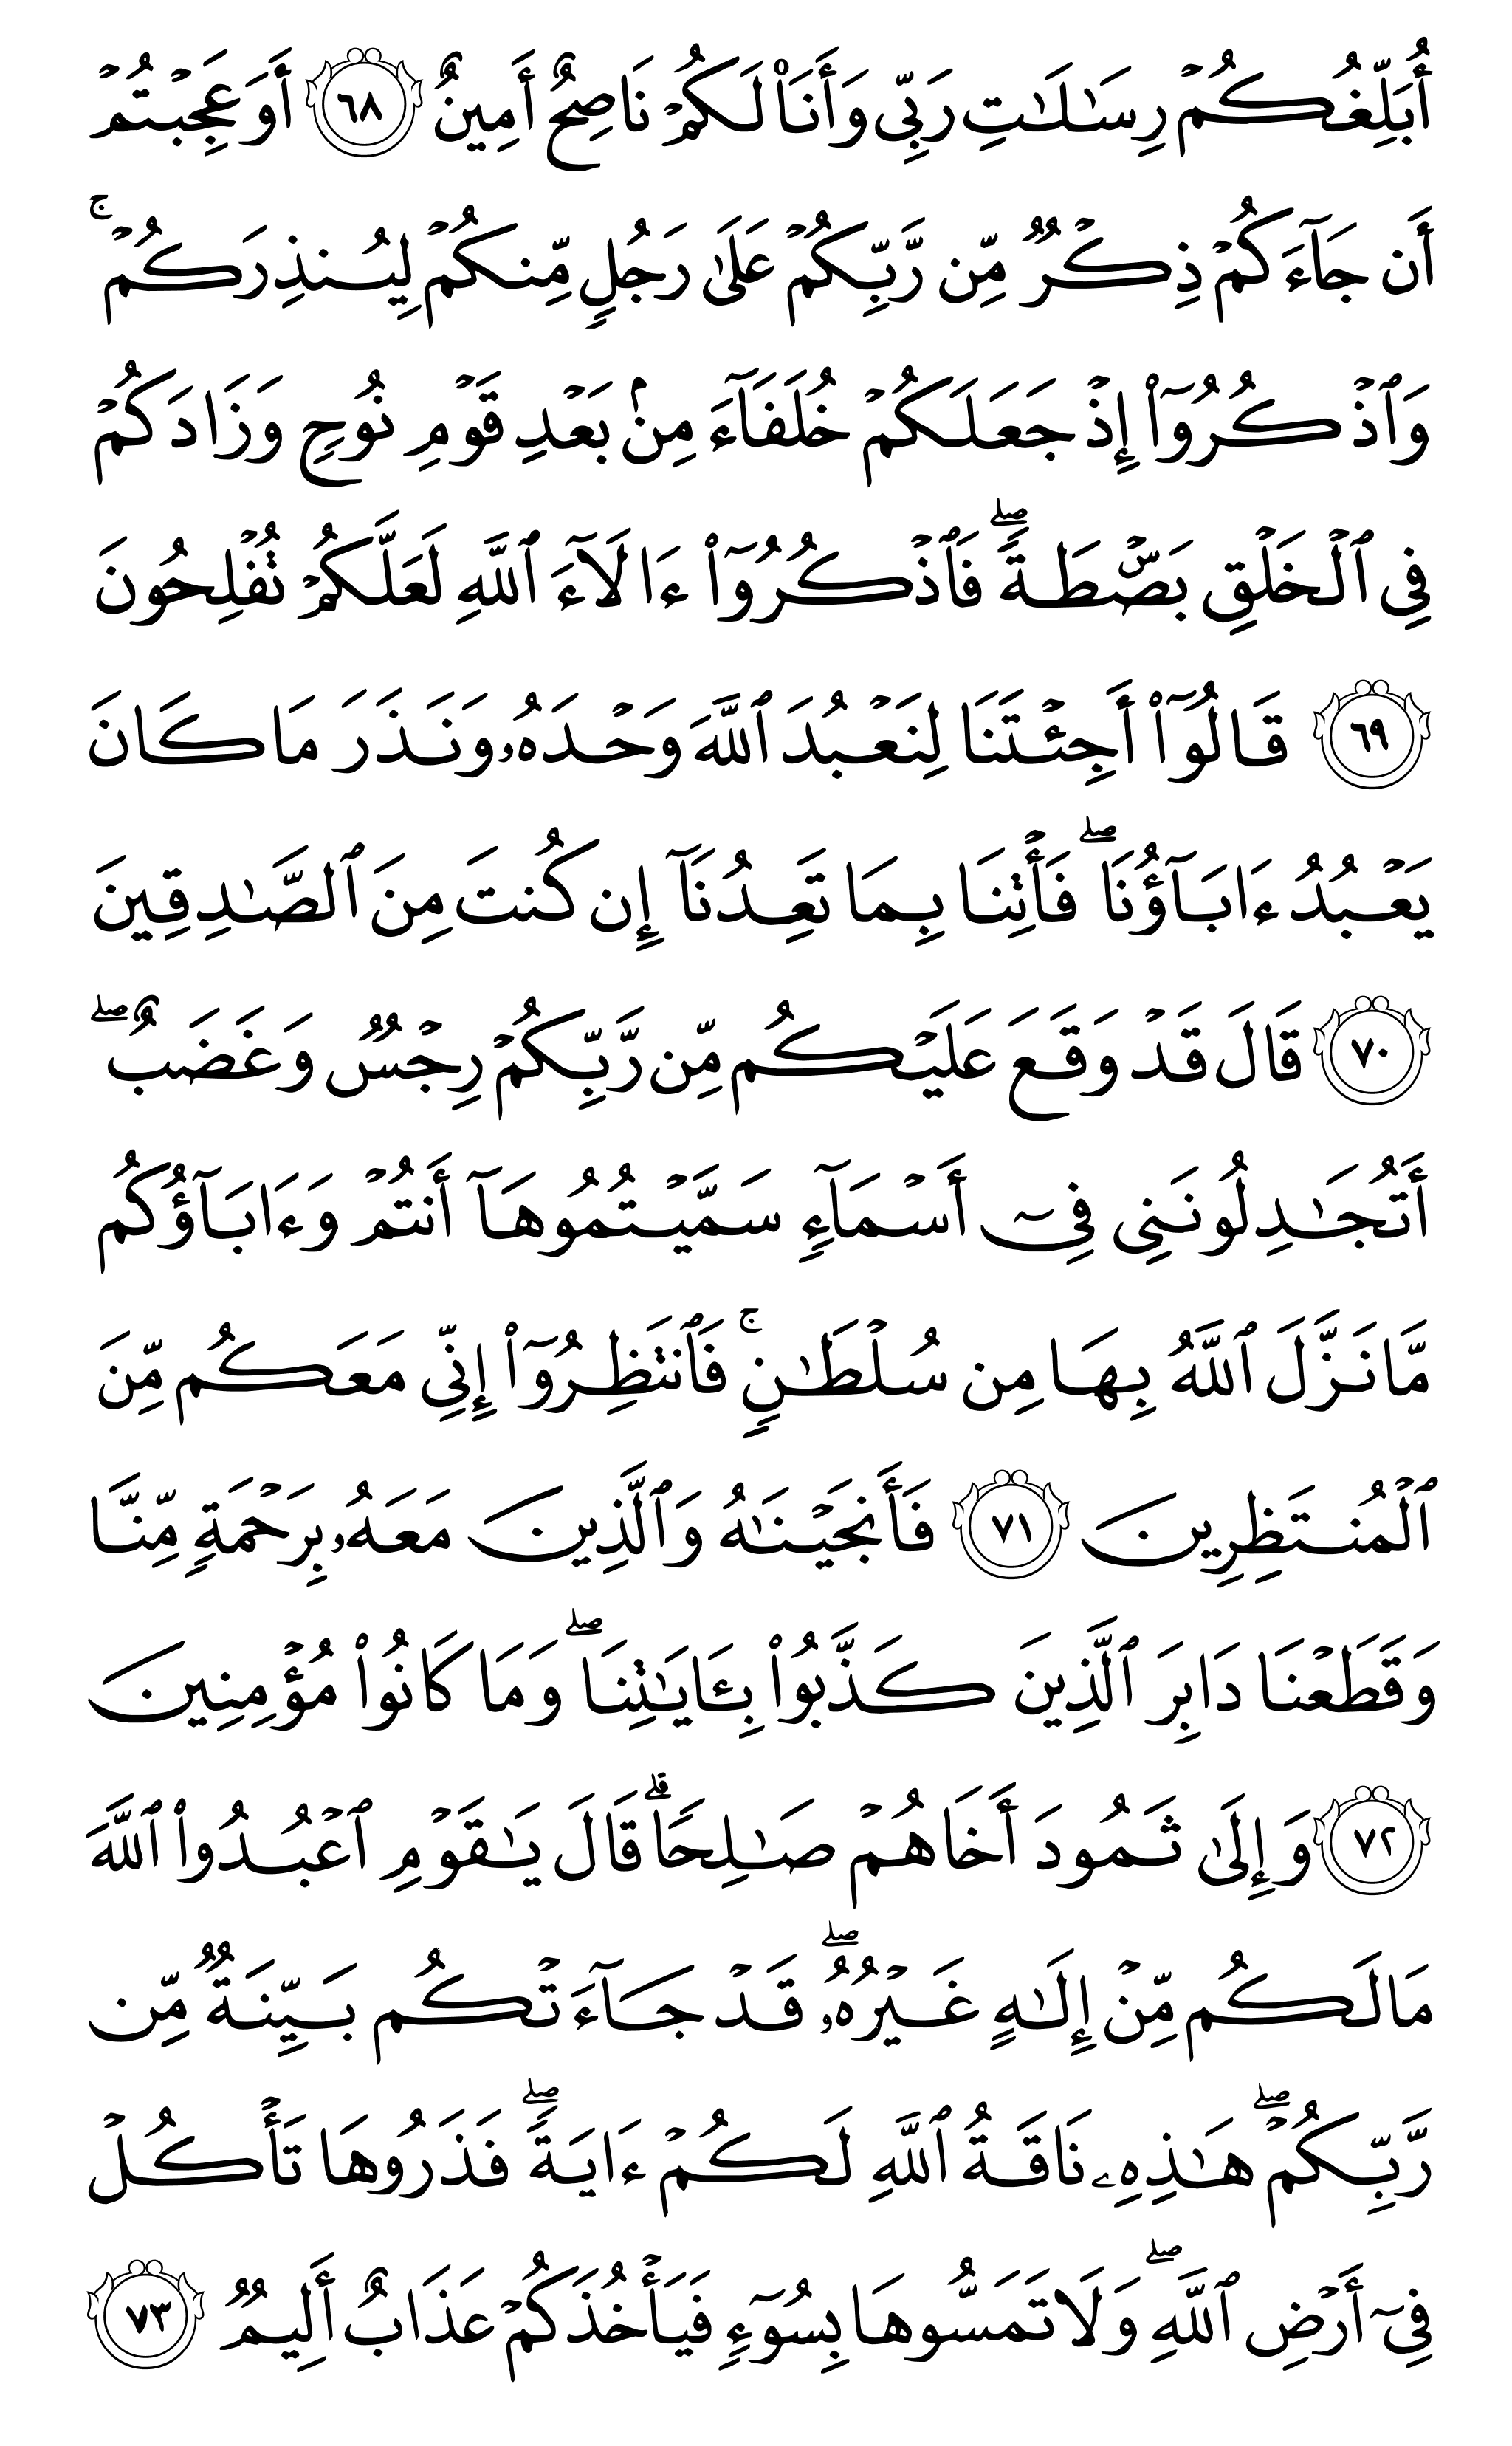 أُبَلِّغُكُمْ رِسَٰلَٰتِ رَبِّي وَأَنَا۠ لَكُمْ نَاصِحٌ أَمِينٌ ٦٨ أَوَعَجِبْتُمْ
أَن جَآءَكُمْ ذِكْرٌ مِّن رَّبِّكُمْ عَلَىٰ رَجُلٍ مِّنكُمْ لِيُنذِرَكُمْۚ
وَٱذْكُرُوٓا۟ إِذْ جَعَلَكُمْ خُلَفَآءَ مِنۢ بَعْدِ قَوْمِ نُوحٍ وَزَادَكُمْ
فِي ٱلْخَلْقِ بَصْۜطَةًۖ فَٱذْكُرُوٓا۟ ءَالَآءَ ٱللَّهِ لَعَلَّكُمْ تُفْلِحُونَ
٦٩ قَالُوٓا۟ أَجِئْتَنَا لِنَعْبُدَ ٱللَّهَ وَحْدَهُۥ وَنَذَرَ مَا كَانَ
يَعْبُدُ ءَابَآؤُنَاۖ فَأْتِنَا بِمَا تَعِدُنَآ إِن كُنتَ مِنَ ٱلصَّٰدِقِينَ
٧٠ قَالَ قَدْ وَقَعَ عَلَيْكُم مِّن رَّبِّكُمْ رِجْسٌ وَغَضَبٌۖ
أَتُجَٰدِلُونَنِي فِيٓ أَسْمَآءٍ سَمَّيْتُمُوهَآ أَنتُمْ وَءَابَآؤُكُم
مَّا نَزَّلَ ٱللَّهُ بِهَا مِن سُلْطَٰنٍۚ فَٱنتَظِرُوٓا۟ إِنِّي مَعَكُم مِّنَ
ٱلْمُنتَظِرِينَ ٧١ فَأَنجَيْنَٰهُ وَٱلَّذِينَ مَعَهُۥ بِرَحْمَةٍ مِّنَّا
وَقَطَعْنَا دَابِرَ ٱلَّذِينَ كَذَّبُوا۟ بِـَٔايَٰتِنَاۖ وَمَا كَانُوا۟ مُؤْمِنِينَ
٧٢ وَإِلَىٰ ثَمُودَ أَخَاهُمْ صَٰلِحًاۗ قَالَ يَٰقَوْمِ ٱعْبُدُوا۟ ٱللَّهَ
مَا لَكُم مِّنْ إِلَٰهٍ غَيْرُهُۥۖ قَدْ جَآءَتْكُم بَيِّنَةٌ مِّن
رَّبِّكُمْۖ هَٰذِهِۦ نَاقَةُ ٱللَّهِ لَكُمْ ءَايَةًۖ فَذَرُوهَا تَأْكُلْ
فِيٓ أَرْضِ ٱللَّهِۖ وَلَا تَمَسُّوهَا بِسُوٓءٍ فَيَأْخُذَكُمْ عَذَابٌ أَلِيمٌ ٧٣